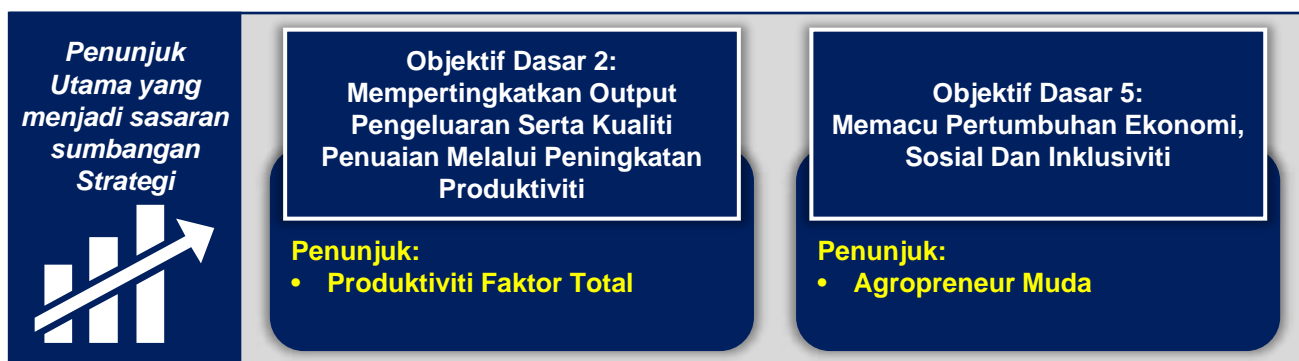 Penunjuk
Utama yang
menjadi sasaran
sumbangan
Strategi
Objektif Dasar 2:
Mempertingkatkan Output
Pengeluaran Serta Kualiti
Penuaian Melalui Peningkatan
Produktiviti
Penunjuk:
• Produktiviti Faktor Total
Objektif Dasar 5:
Memacu Pertumbuhan Ekonomi,
Sosial Dan Inklusiviti
Penunjuk:
• Agropreneur Muda